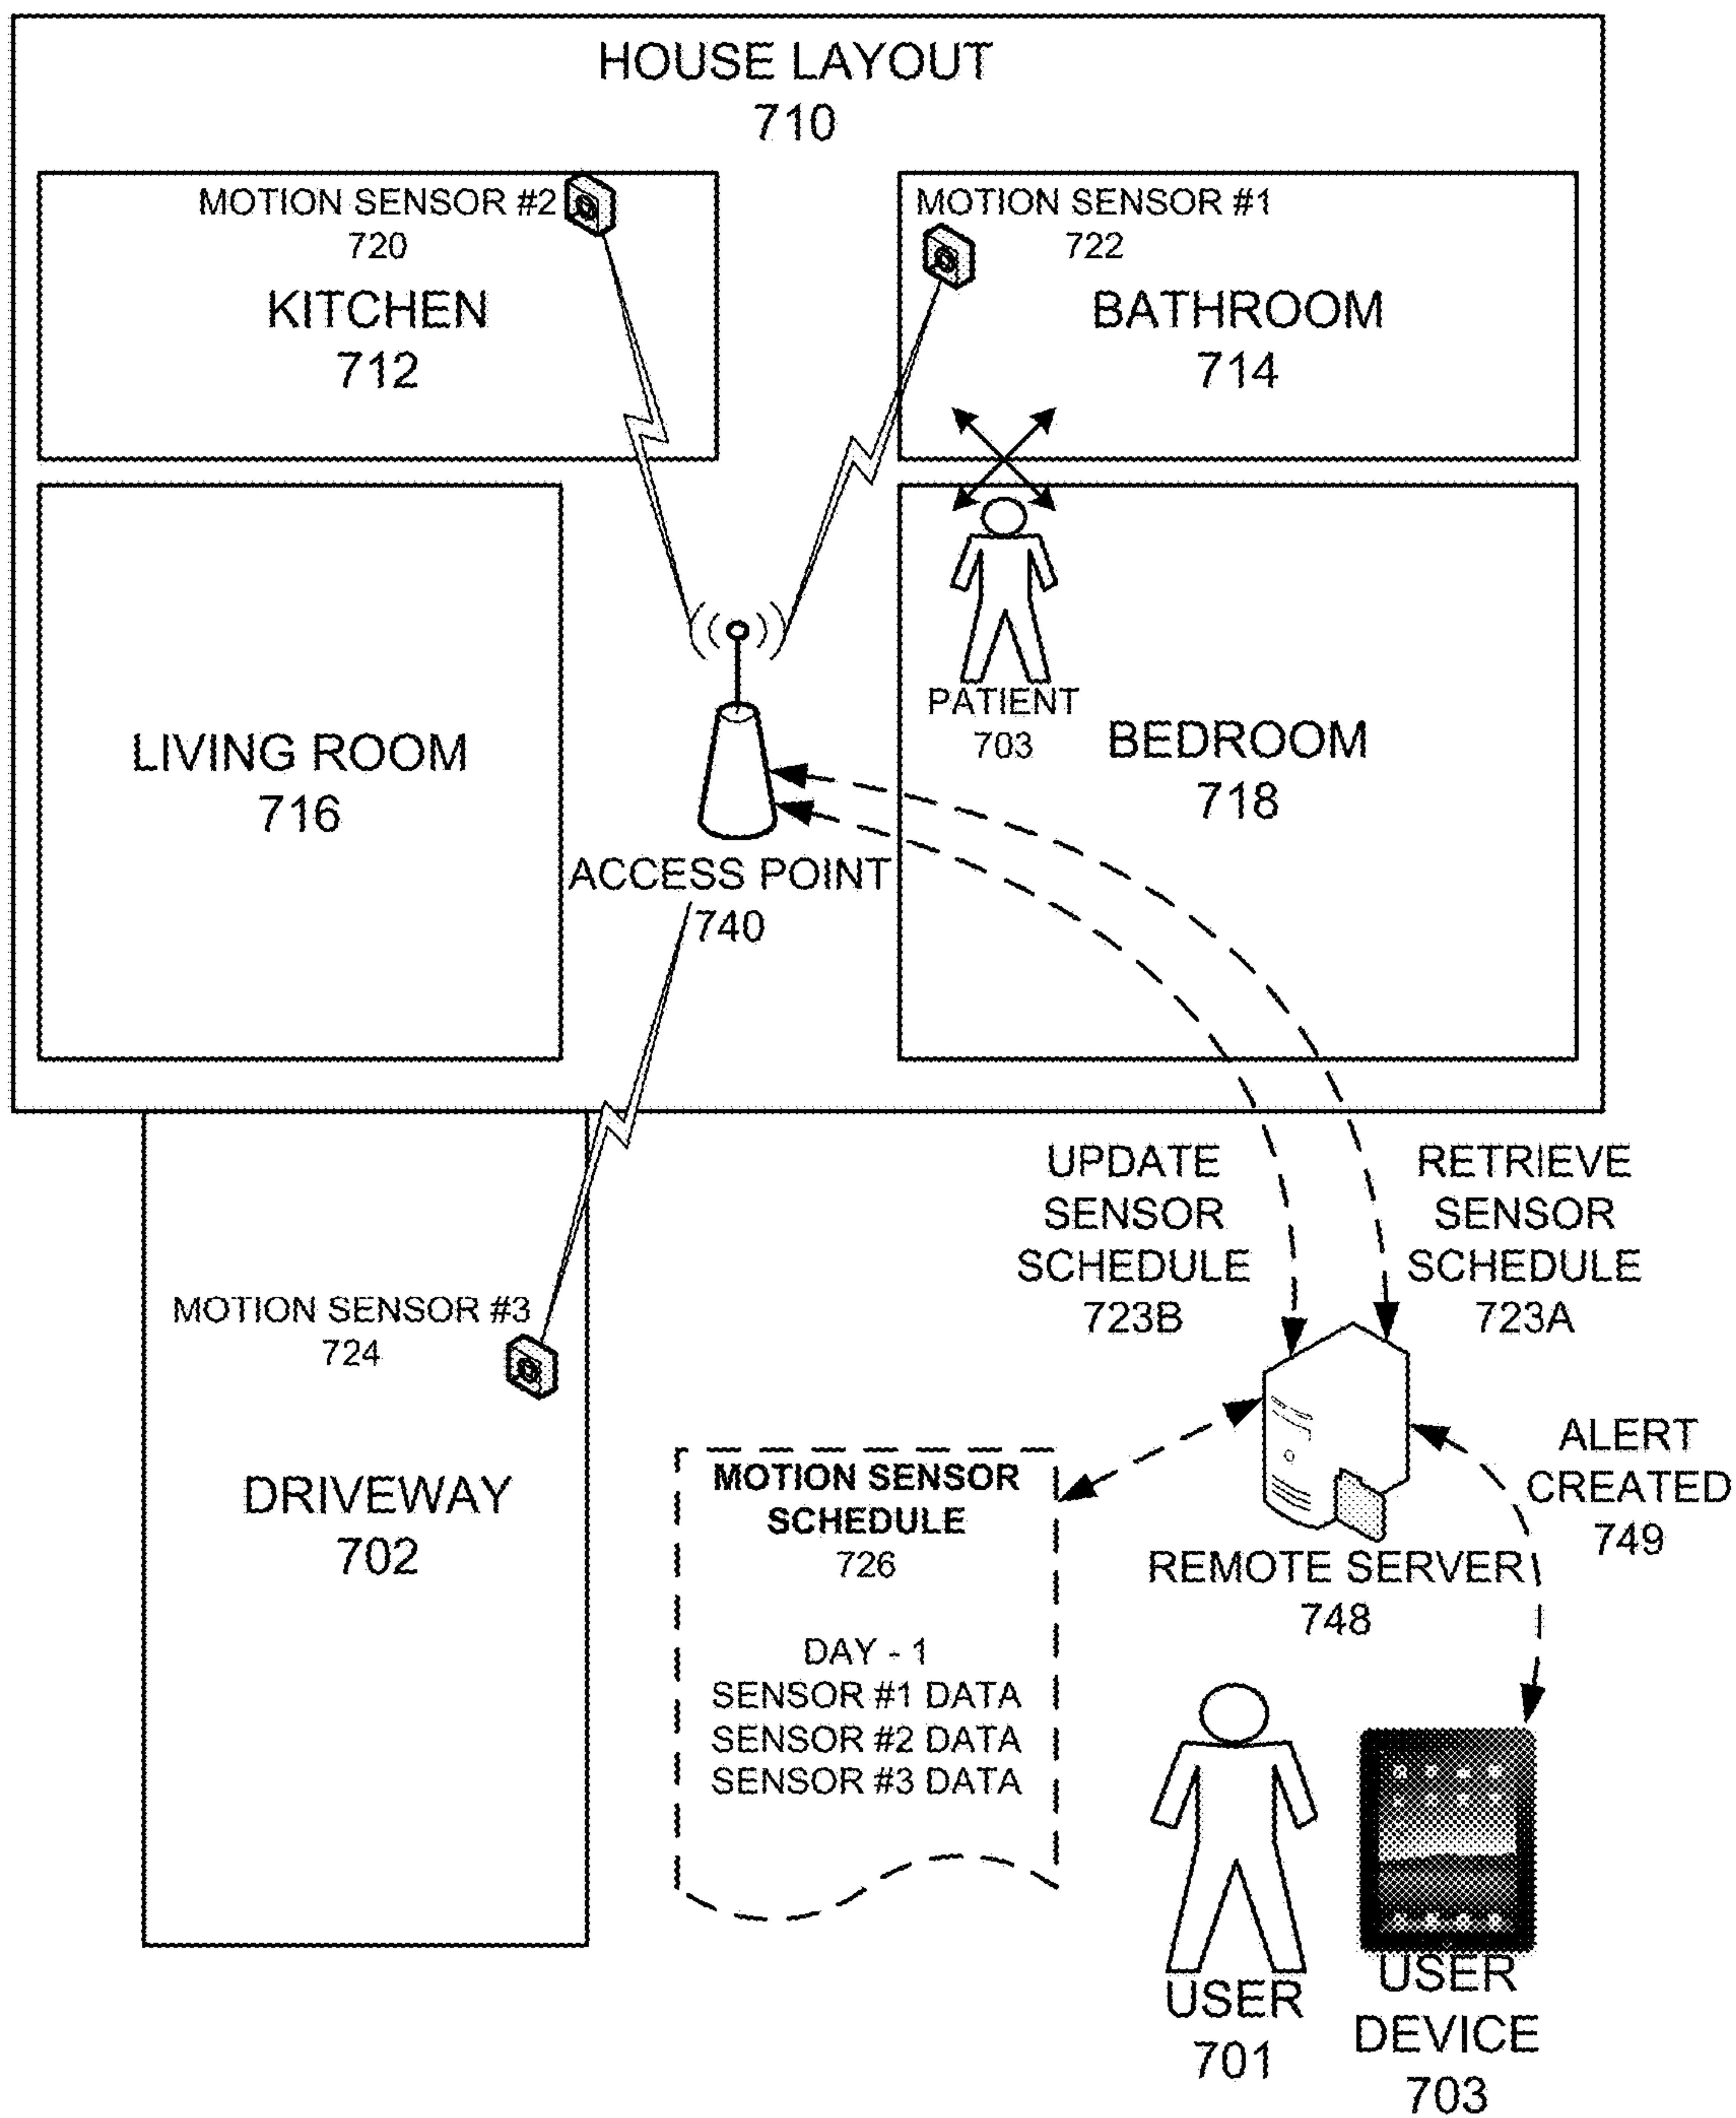 HOUSE LAYOUT
710
MOTION SENSOR #2
720
KITCHEN
712
MOTION SENSOR #1
722
BATHROOM
714
LIVING ROOM
716
PATIENT
703
BEDROOM
718
ACCESS POINT
740
UPDATE
SENSOR
SCHEDULE
723B
RETRIEVE
SENSOR
SCHEDULE
723A
MOTION SENSOR #3
724
DRIVEWAY
702
MOTION SENSOR
SCHEDULE
726
DAY - 1
SENSOR #1 DATA
SENSOR #2 DATA
SENSOR #3 DATA
ALERT
CREATED
749
REMOTE SERVER
748
USER
701
USER
DEVICE
703